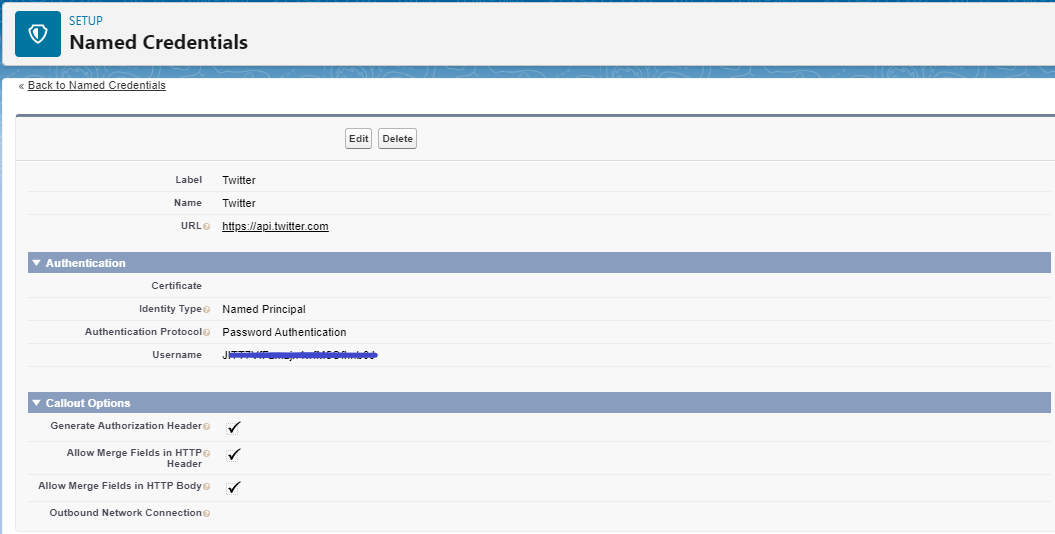 SETUP
Named Credentials
« Back to Named Credentials
Edit Delete
Label Twitter
Name Twitter
URL https://api.twitter.com
Authentication
Certificate
Identity Type Named Principal
Authentication Protocol Password Authentication
Username
Callout Options
Generate Authorization Header
Allow Merge Fields in HTTP
Header
Allow Merge Fields in HTTP Body
Outbound Network Connection